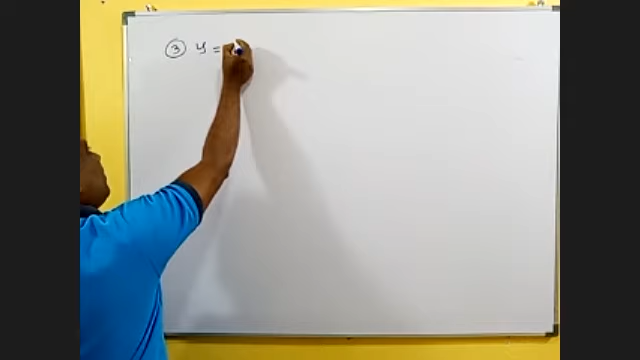 ③ y =